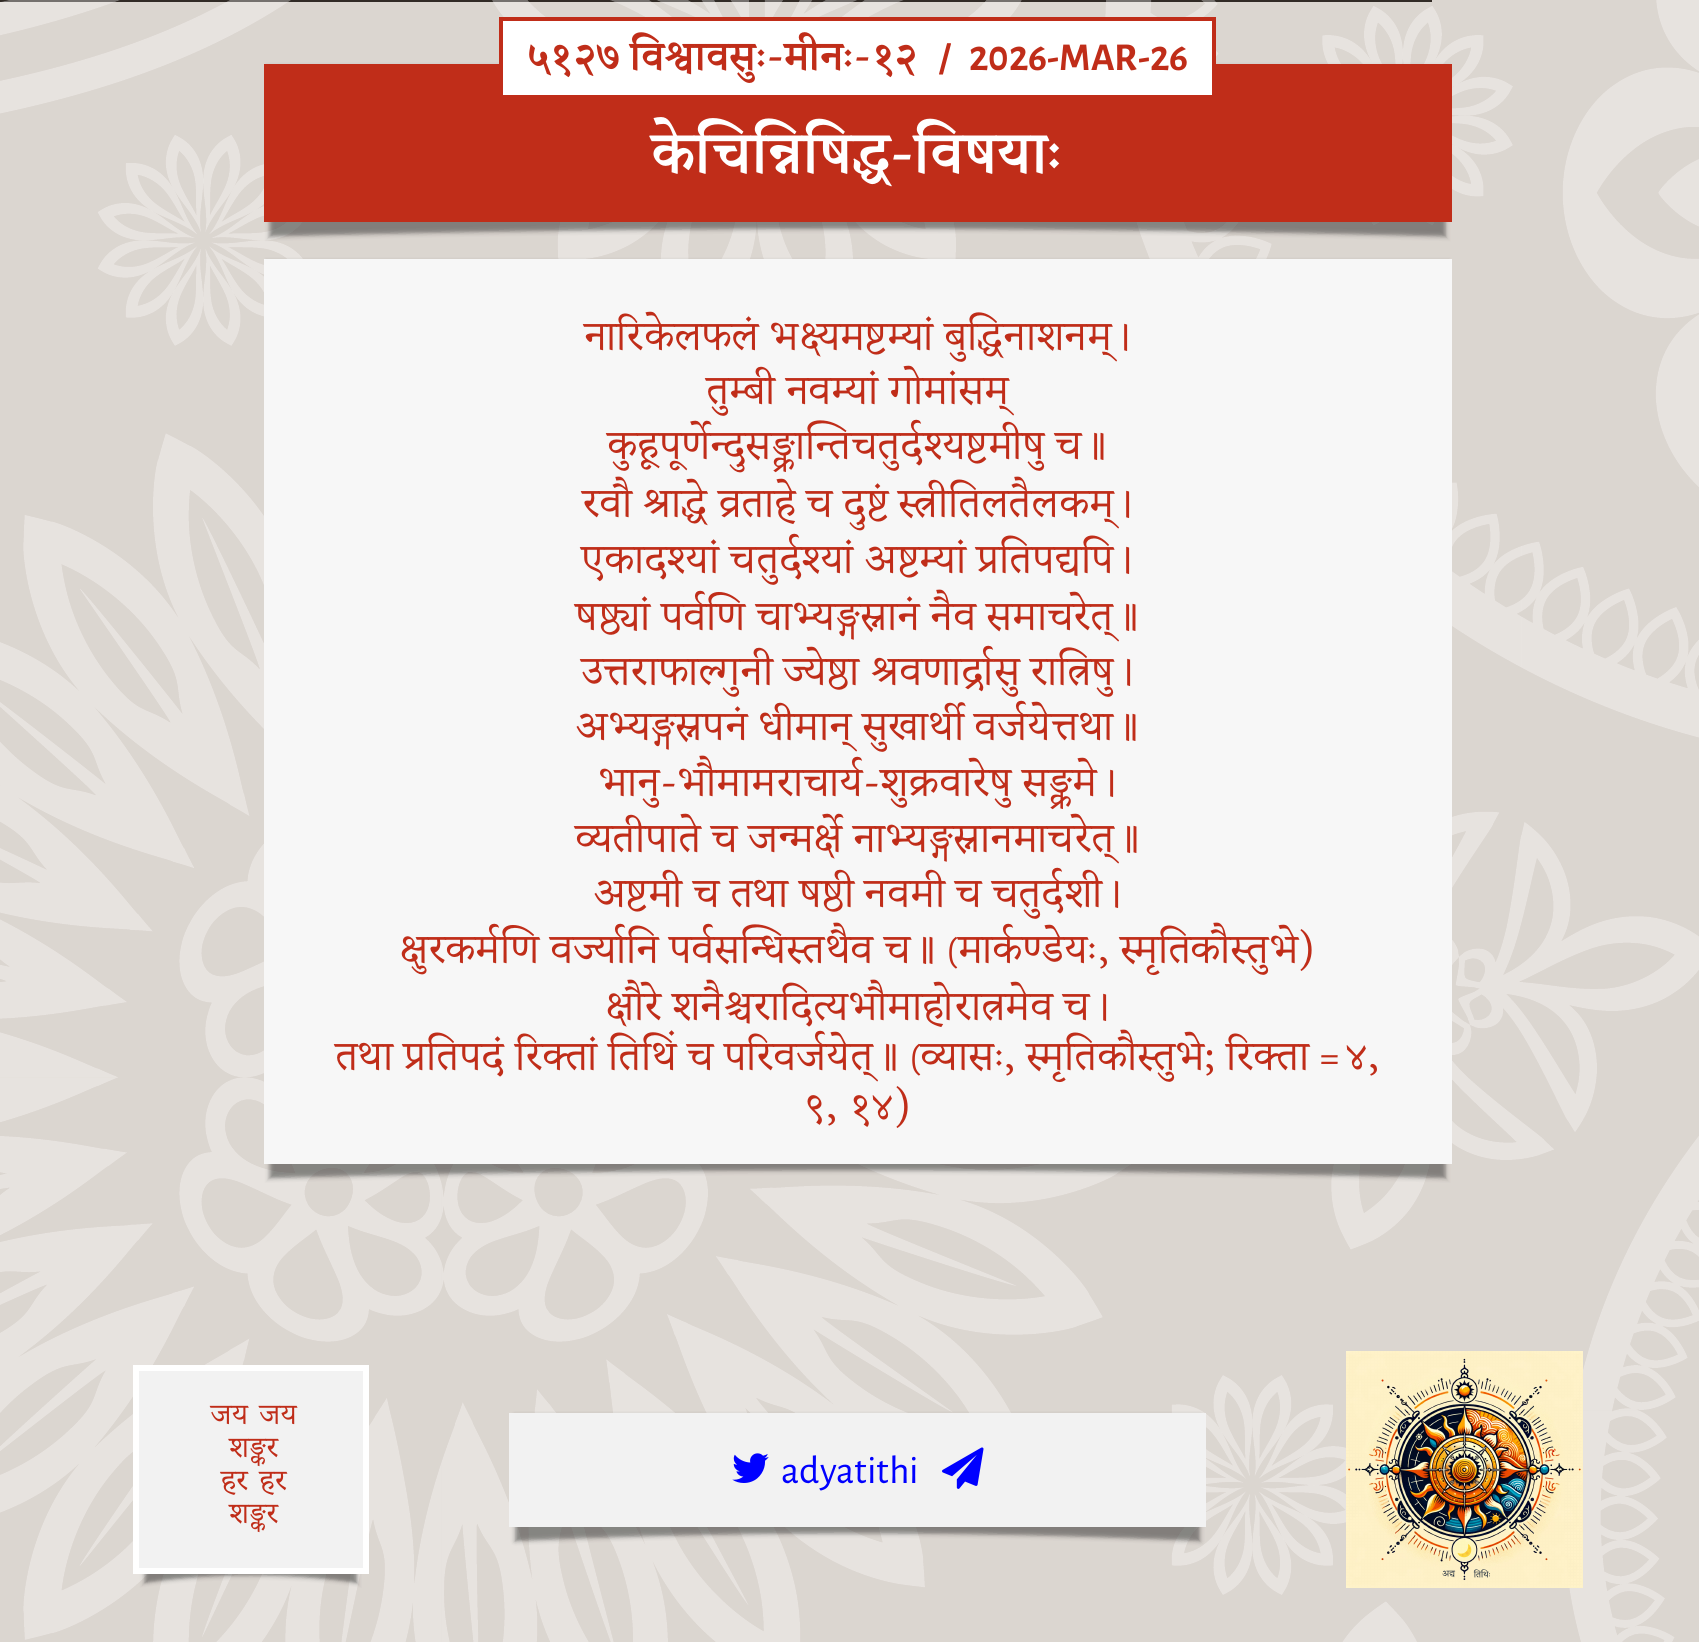 ५१२७ विश्वावसुः-मीनः-१२ / 2026-MAR-26
केचिन्निषिद्ध-विषयाः
नारिकेलफलं भक्ष्यमष्टम्यां बुद्धिनाशनम्।
तुम्बी नवम्यां गोमांसम्
कुहूपूर्णेन्दुसङ्क्रान्तिचतुर्दश्यष्टमीषु च॥
रवौ श्राद्धे व्रताहे च दुष्टं स्त्रीतिलतैलकम्।
एकादश्यां चतुर्दश्यां अष्टम्यां प्रतिपद्यपि।
षष्ठ्यां पर्वणि चाभ्यङ्गस्नानं नैव समाचरेत्॥
उत्तराफाल्गुनी ज्येष्ठा श्रवणार्द्रासु रात्रिषु।
अभ्यङ्गस्नपनं धीमान् सुखार्थी वर्जयेत्तथा॥
भानु-भौमामराचार्य-शुक्रवारेषु सङ्क्रमे।
व्यतीपाते च जन्मर्क्षे नाभ्यङ्गस्नानमाचरेत्॥
अष्टमी च तथा षष्ठी नवमी च चतुर्दशी।
क्षुरकर्मणि वर्ज्यानि पर्वसन्धिस्तथैव च॥ (मार्कण्डेयः, स्मृतिकौस्तुभे)
क्षौरे शनैश्चरादित्यभौमाहोरात्रमेव च।
तथा प्रतिपदं रिक्तां तिथिं च परिवर्जयेत्॥ (व्यासः, स्मृतिकौस्तुभे; रिक्ता = ४,
९, १४)
जय जय
शङ्कर
हर हर
शङ्कर
adyatithi
अद्य तिथिः